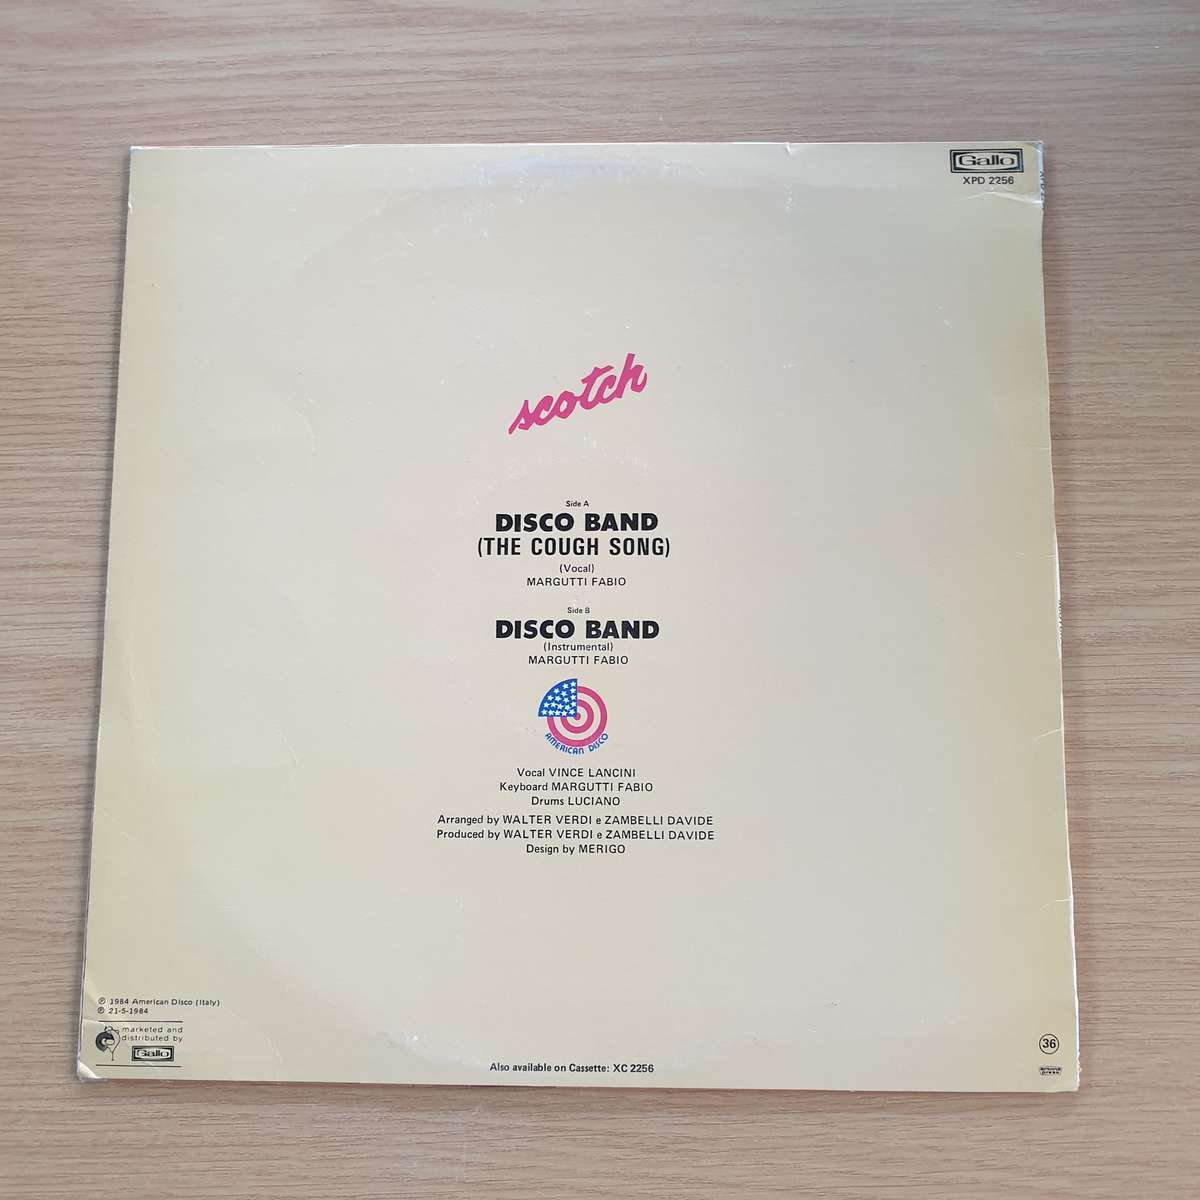 Gallo
XPD 2256
scotch
Side A
DISCO BAND
(THE COUGH SONG)
(Vocal)
MARGUTTI FABIO
Side B
DISCO BAND
(Instrumental)
MARGUTTI FABIO
AMERICAN DISCO
Vocal VINCE LANCINI
Keyboard MARGUTTI FABIO
Drums LUCIANO
Arranged by WALTER VERDI e ZAMBELLI DAVIDE
Produced by WALTER VERDI e ZAMBELLI DAVIDE
Design by MERIGO
℗ 1984 American Disco (Italy)
℗ 21-5-1984
marketed and
distributed by
Gallo
Also available on Cassette: XC 2256
36
press